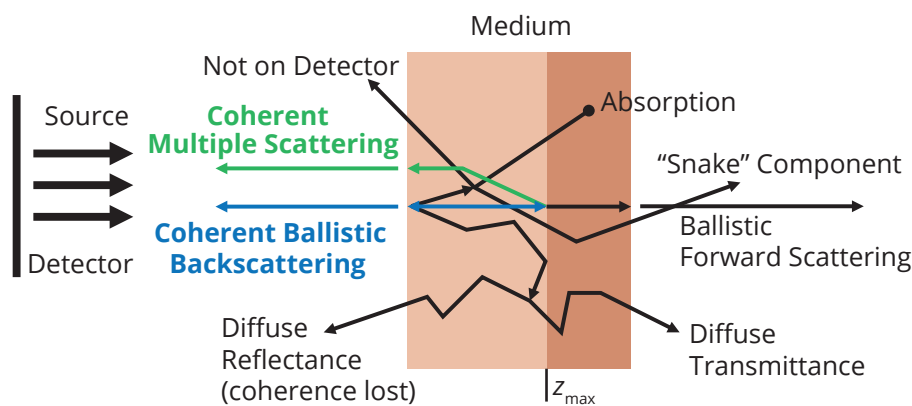 Medium
Not on Detector
Source
Coherent
Multiple Scattering
Absorption
“Snake” Component
Coherent Ballistic
Backscattering
Detector
Ballistic
Forward Scattering
Diffuse
Reflectance
(coherence lost)
Diffuse
Transmittance
zmax